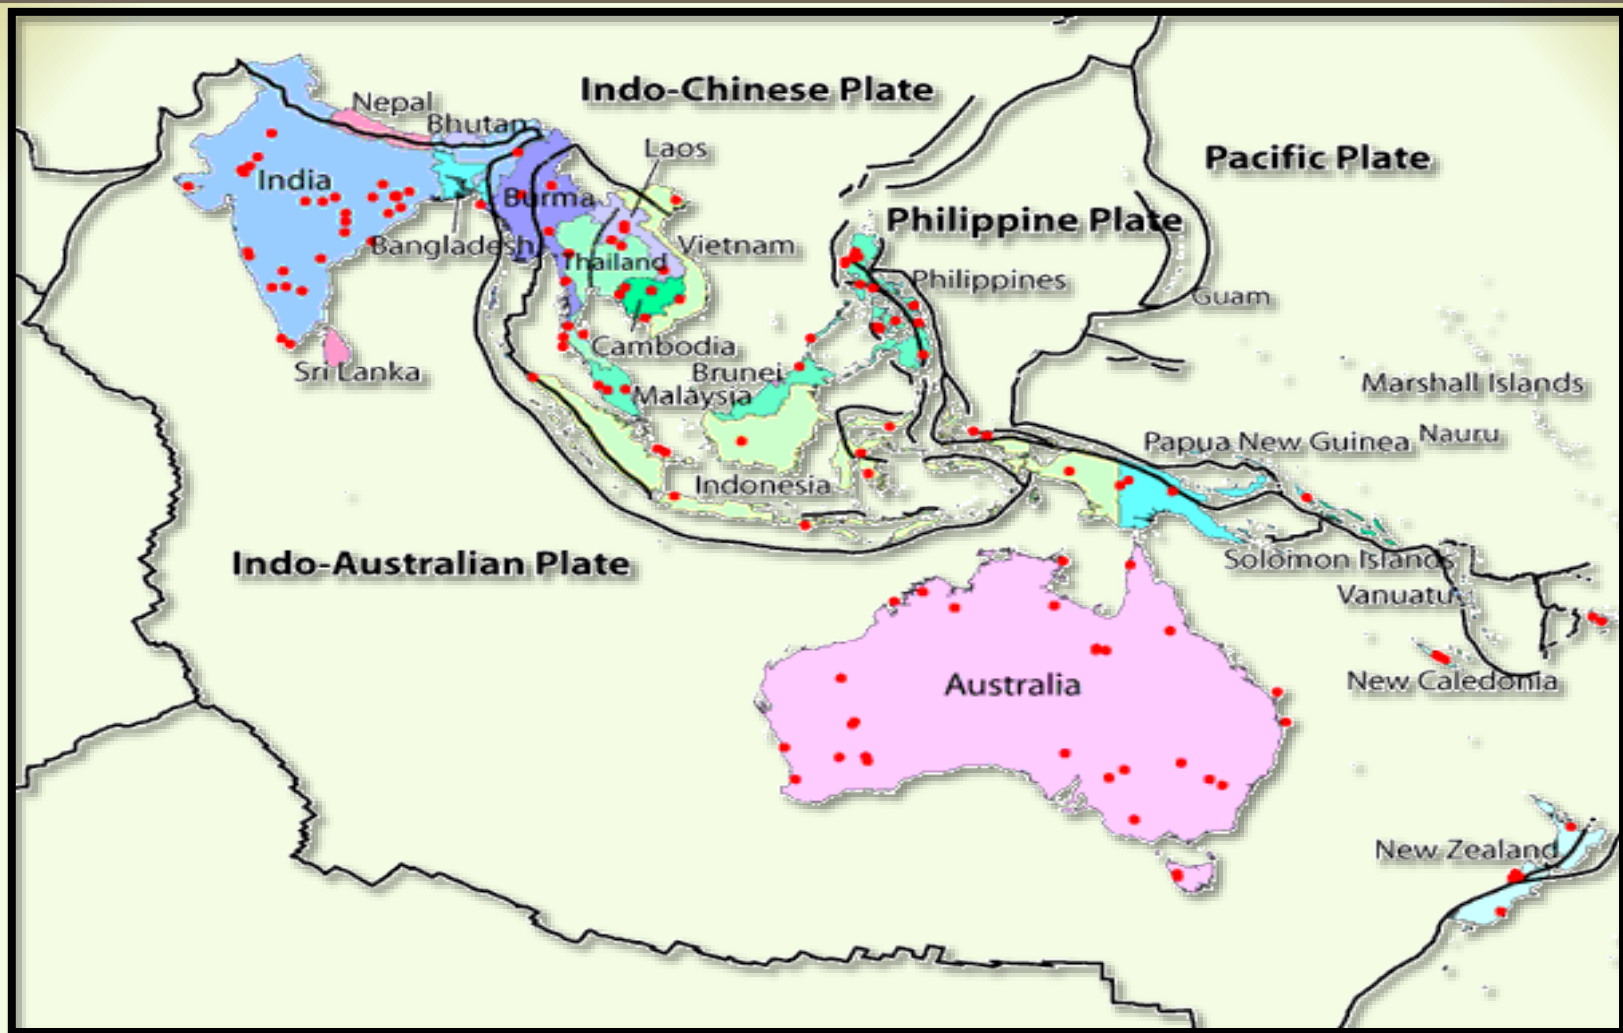 Indo-Chinese Plate
Nepal
Bhutan
Laos
Pacific Plate
India
Burma
Philippine Plate
Bangladesh
Vietnam
Thailand
Philippines
Guam
Cambodia
Sri Lanka
Brunei
Malaysia
Marshall Islands
Papua New Guinea
Nauru
Indonesia
Indo-Australian Plate
Solomon Islands
Vanuatu
Australia
New Caledonia
New Zealand